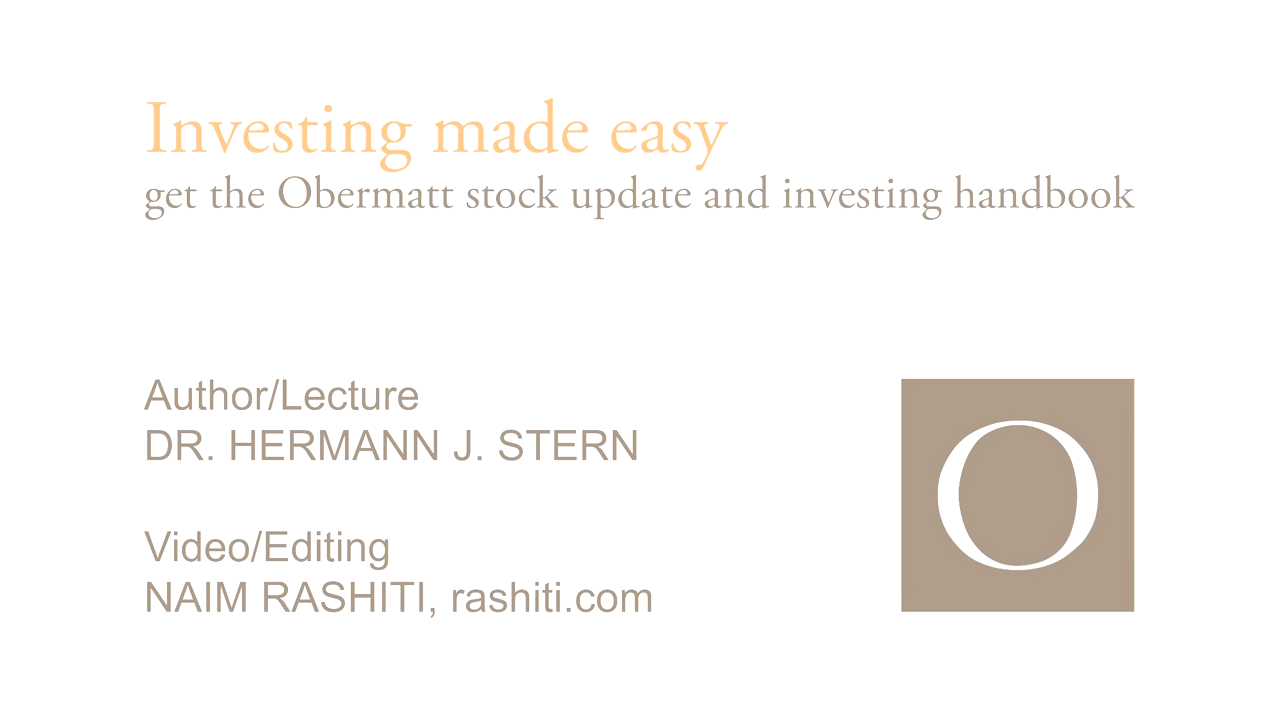 Investing made easy
get the Obermatt stock update and investing handbook
Author/Lecture
DR. HERMANN J. STERN
O
Video/Editing
NAIM RASHITI, rashiti.com